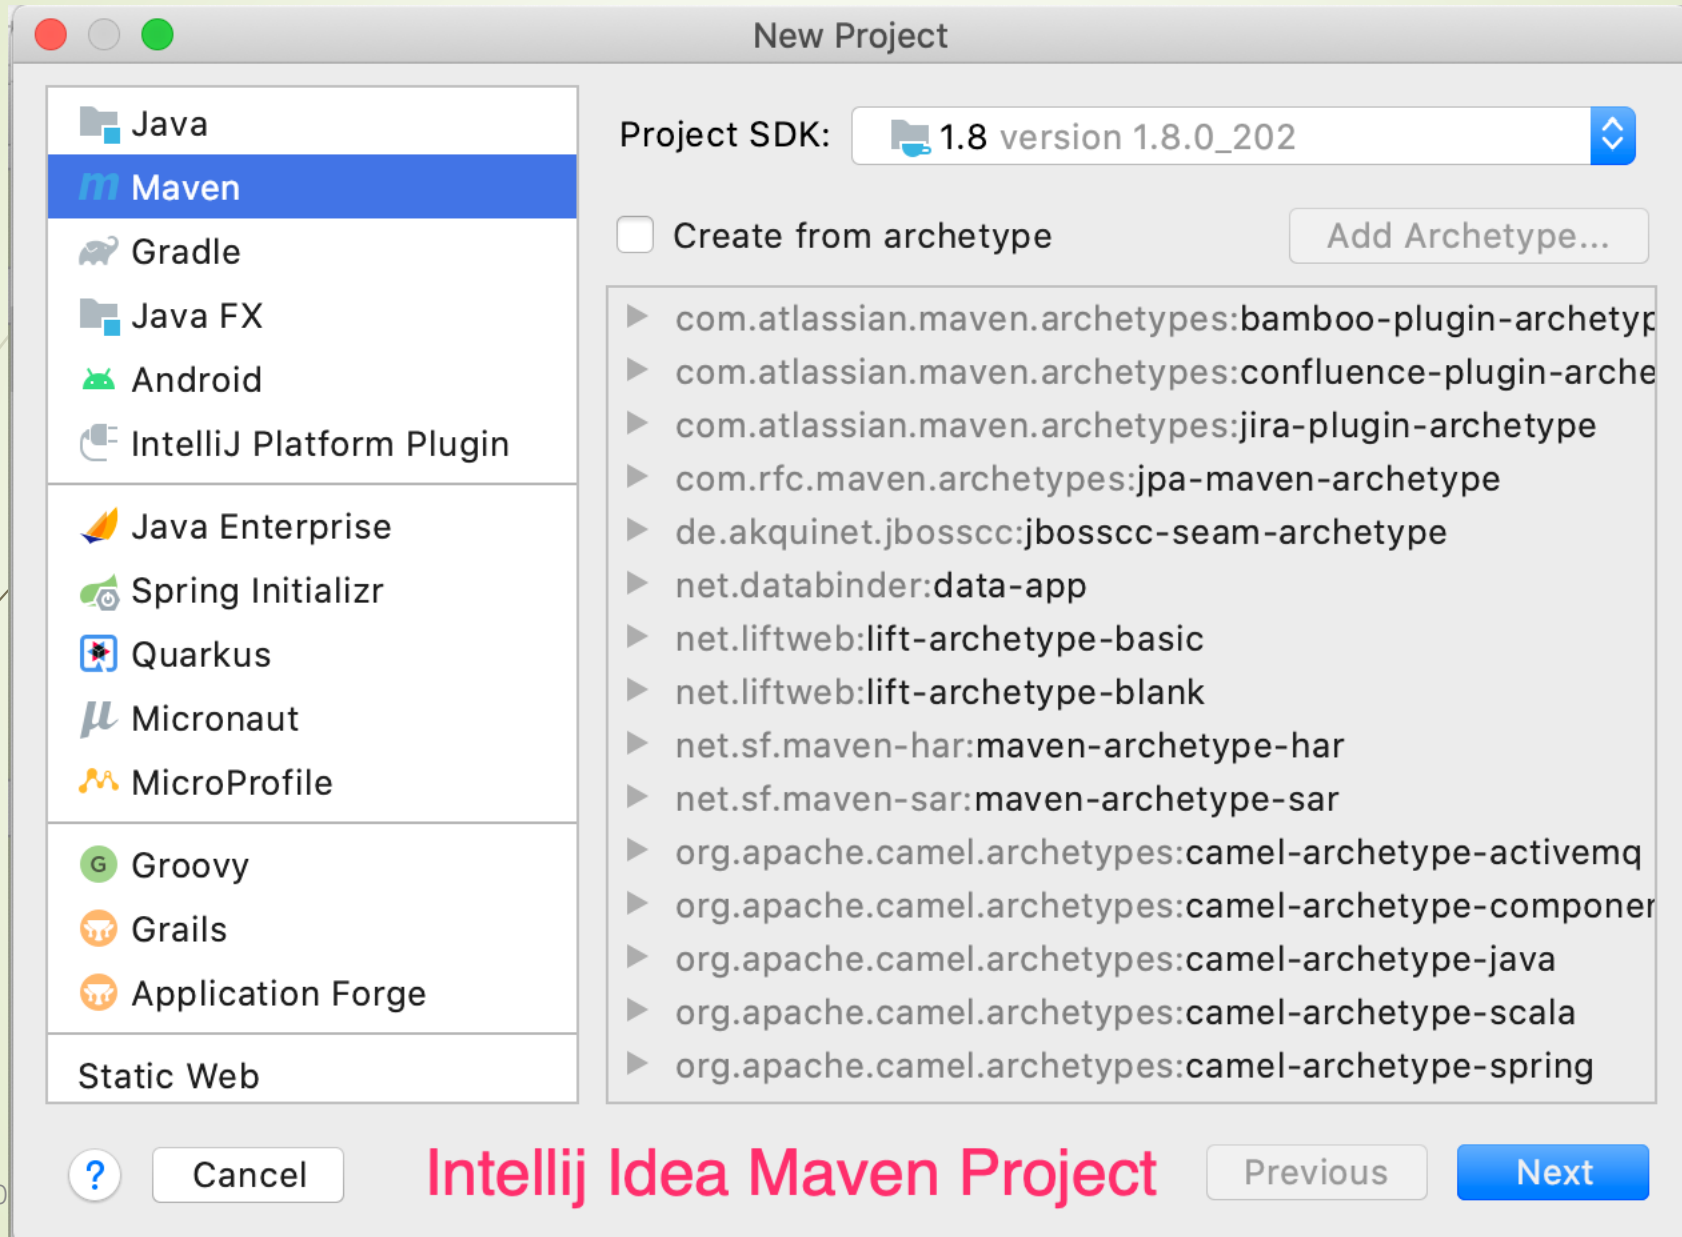 New Project
Java
Maven
Gradle
Java FX
Android
IntelliJ Platform Plugin
Java Enterprise
Spring Initializr
Quarkus
Micronaut
MicroProfile
Groovy
Grails
Application Forge
Static Web
Project SDK: 1.8 version 1.8.0_202
Create from archetype
Add Archetype...
com.atlassian.maven.archetypes:bamboo-plugin-archetyp
com.atlassian.maven.archetypes:confluence-plugin-arche
com.atlassian.maven.archetypes:jira-plugin-archetype
com.rfc.maven.archetypes:jpa-maven-archetype
de.akquinet.jbosscc:jbosscc-seam-archetype
net.databinder:data-app
net.liftweb:lift-archetype-basic
net.liftweb:lift-archetype-blank
net.sf.maven-har:maven-archetype-har
net.sf.maven-sar:maven-archetype-sar
org.apache.camel.archetypes:camel-archetype-activemq
org.apache.camel.archetypes:camel-archetype-componen
org.apache.camel.archetypes:camel-archetype-java
org.apache.camel.archetypes:camel-archetype-scala
org.apache.camel.archetypes:camel-archetype-spring
? Cancel Intellij Idea Maven Project Previous Next